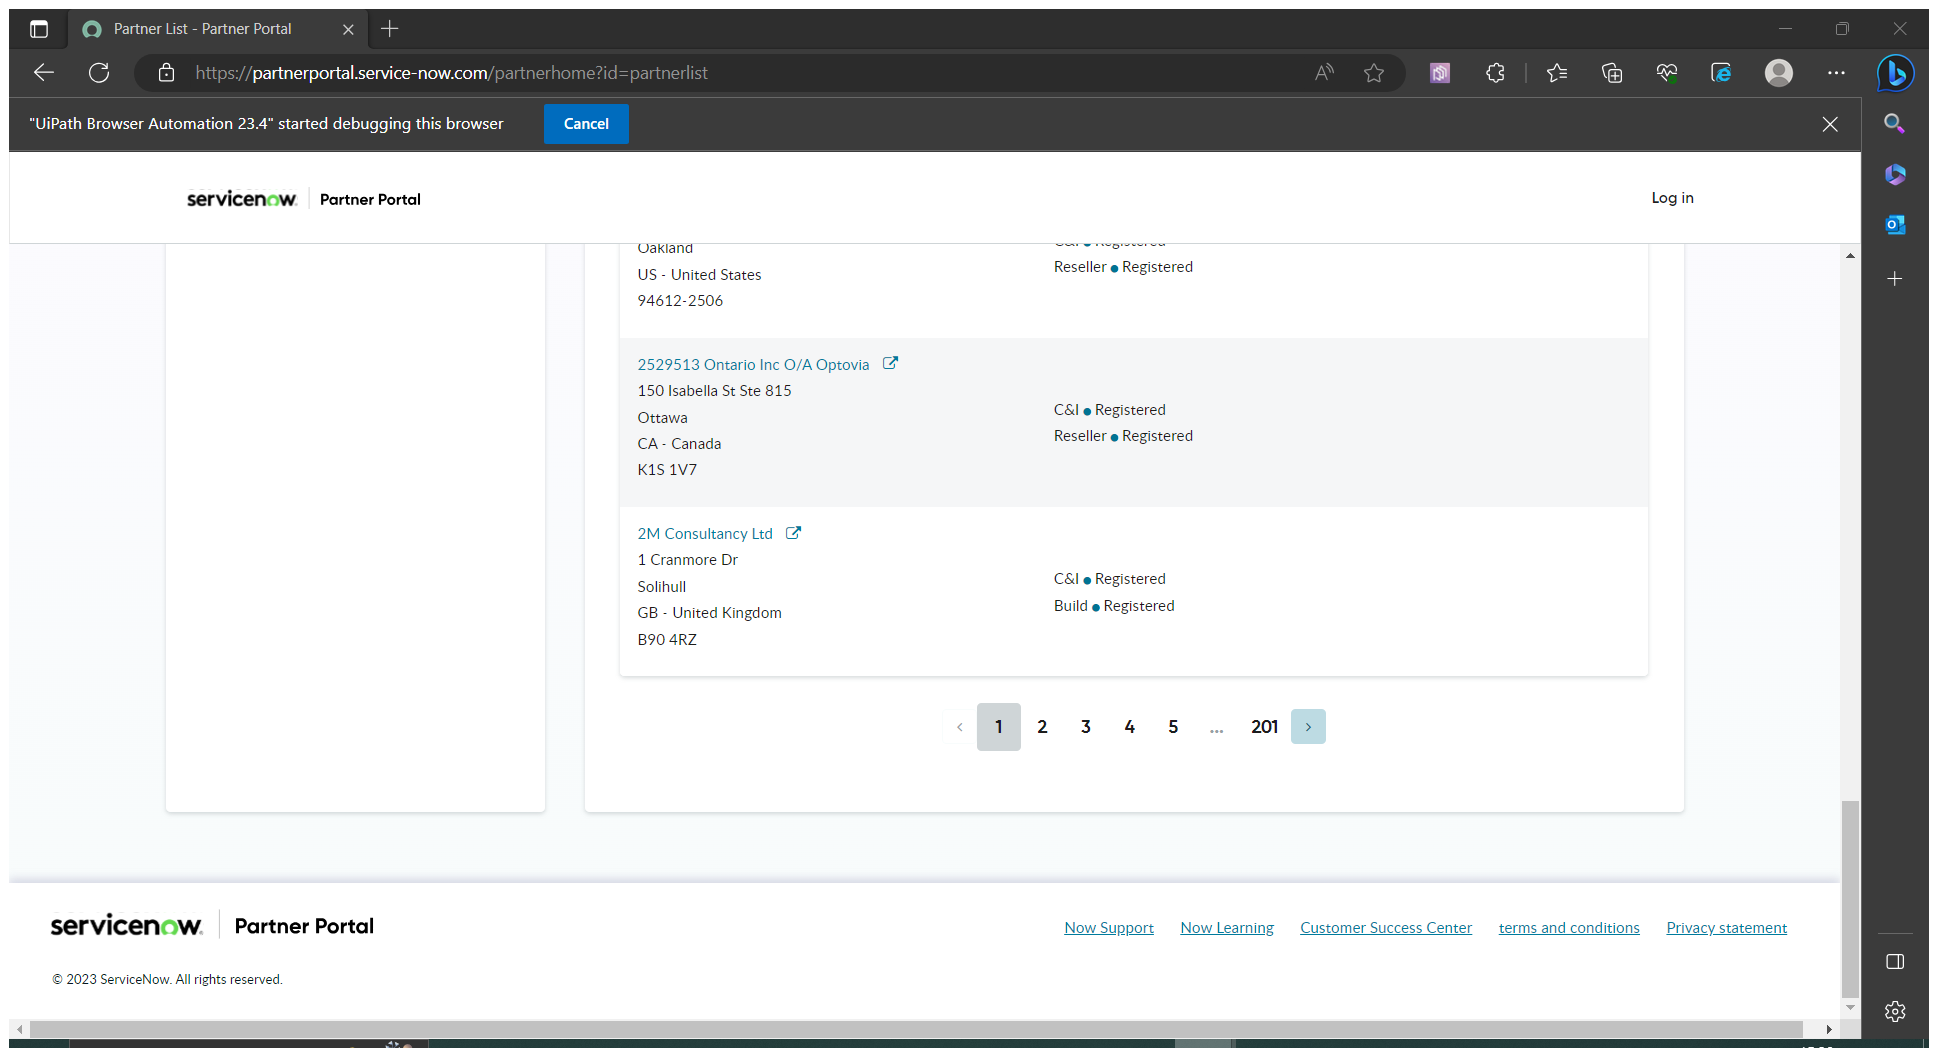 Partner List - Partner Portal
https://partnerportal.service-now.com/partnerhome?id=partnerlist
"UiPath Browser Automation 23.4" started debugging this browser
Cancel
servicenow
Partner Portal
Log in
Oakland
US - United States
94612-2506
C&I • Registered
Reseller • Registered
2529513 Ontario Inc O/A Optovia
150 Isabella St Ste 815
Ottawa
CA - Canada
K1S 1V7
C&I • Registered
Reseller • Registered
2M Consultancy Ltd
1 Cranmore Dr
Solihull
GB - United Kingdom
B90 4RZ
C&I • Registered
Build • Registered
‹ 1 2 3 4 5 ... 201 ›
servicenow.
Partner Portal
Now Support Now Learning Customer Success Center terms and conditions Privacy statement
© 2023 ServiceNow. All rights reserved.